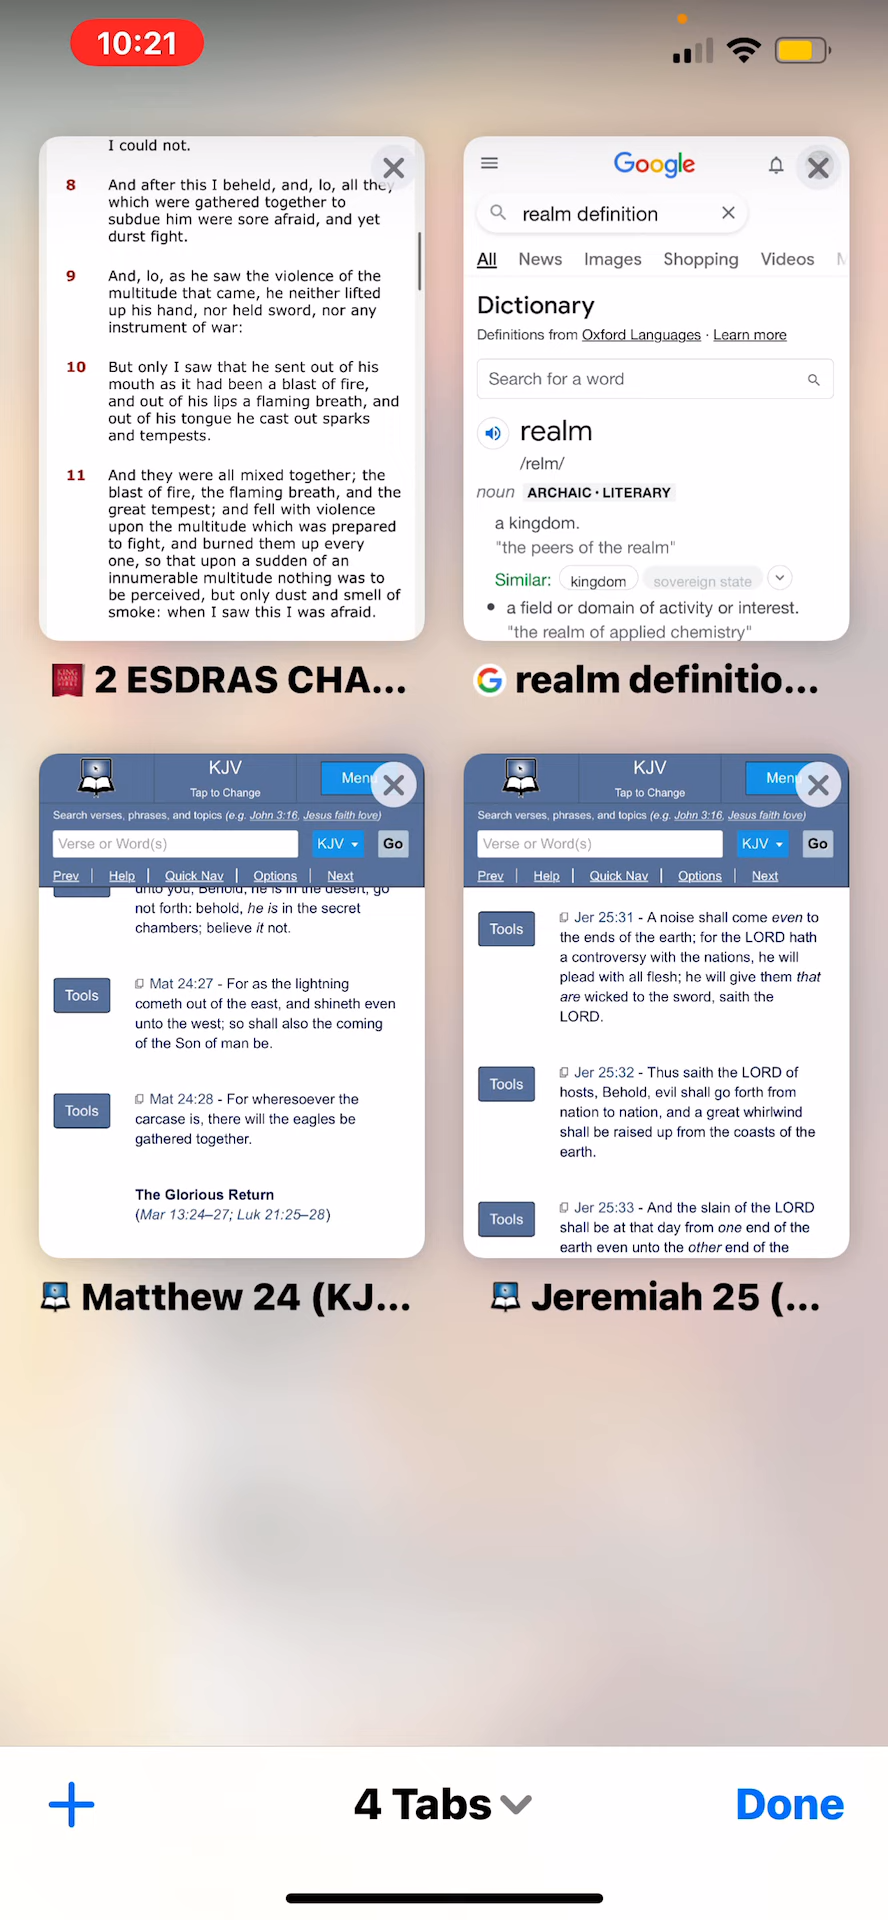 10:21
I could not.
8 And after this I beheld, and, lo, all they
which were gathered together to
subdue him were sore afraid, and yet
durst fight.
9 And, lo, as he saw the violence of the
multitude that came, he neither lifted
up his hand, nor held sword, nor any
instrument of war:
10 But only I saw that he sent out of his
mouth as it had been a blast of fire,
and out of his lips a flaming breath, and
out of his tongue he cast out sparks
and tempests.
11 And they were all mixed together; the
blast of fire, the flaming breath, and the
great tempest; and fell with violence
upon the multitude which was prepared
to fight, and burned them up every
one, so that upon a sudden of an
innumerable multitude nothing was to
be perceived, but only dust and smell of
smoke: when I saw this I was afraid.
KING JAMES BIBLE
2 ESDRAS CHA...
Google
realm definition
All News Images Shopping Videos M
Dictionary
Definitions from Oxford Languages · Learn more
Search for a word
realm
/relm/
noun ARCHAIC·LITERARY
a kingdom.
"the peers of the realm"
Similar: kingdom sovereign state
• a field or domain of activity or interest.
"the realm of applied chemistry"
G realm definitio...
KJV
Tap to Change
Menu
Search verses, phrases, and topics (e.g. John 3:16, Jesus faith love)
Verse or Word(s) KJV Go
Prev | Help | Quick Nav | Options | Next
unto you, Behold, he is in the desert; go
not forth: behold, he is in the secret
chambers; believe it not.
Tools
Mat 24:27 - For as the lightning
cometh out of the east, and shineth even
unto the west; so shall also the coming
of the Son of man be.
Tools
Mat 24:28 - For wheresoever the
carcase is, there will the eagles be
gathered together.
The Glorious Return
(Mar 13:24–27; Luk 21:25–28)
Matthew 24 (KJ...
KJV
Tap to Change
Menu
Search verses, phrases, and topics (e.g. John 3:16, Jesus faith love)
Verse or Word(s) KJV Go
Prev | Help | Quick Nav | Options | Next
Tools
Jer 25:31 - A noise shall come even to
the ends of the earth; for the LORD hath
a controversy with the nations, he will
plead with all flesh; he will give them that
are wicked to the sword, saith the
LORD.
Tools
Jer 25:32 - Thus saith the LORD of
hosts, Behold, evil shall go forth from
nation to nation, and a great whirlwind
shall be raised up from the coasts of the
earth.
Tools
Jer 25:33 - And the slain of the LORD
shall be at that day from one end of the
earth even unto the other end of the
Jeremiah 25 (...
4 Tabs
Done